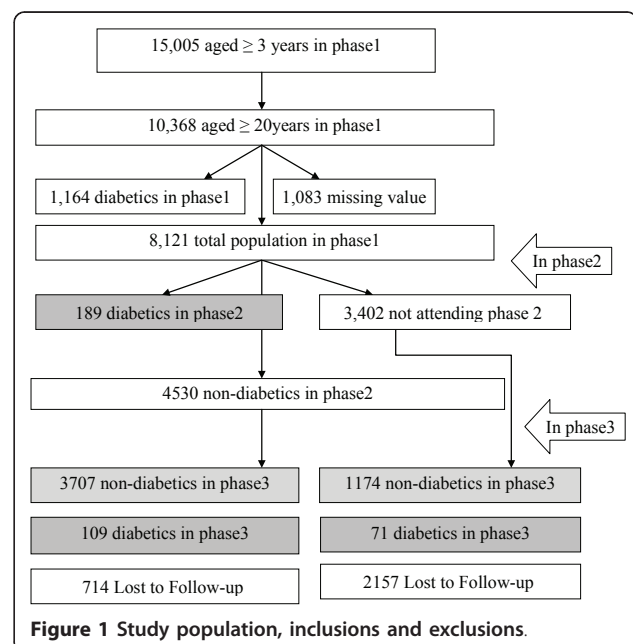 15,005 aged ≥ 3 years in phase1
10,368 aged ≥ 20years in phase1
1,164 diabetics in phase1
1,083 missing value
8,121 total population in phase1
In phase2
189 diabetics in phase2
3,402 not attending phase 2
4530 non-diabetics in phase2
In phase3
3707 non-diabetics in phase3
1174 non-diabetics in phase3
109 diabetics in phase3
71 diabetics in phase3
714 Lost to Follow-up
2157 Lost to Follow-up
Figure 1 Study population, inclusions and exclusions.